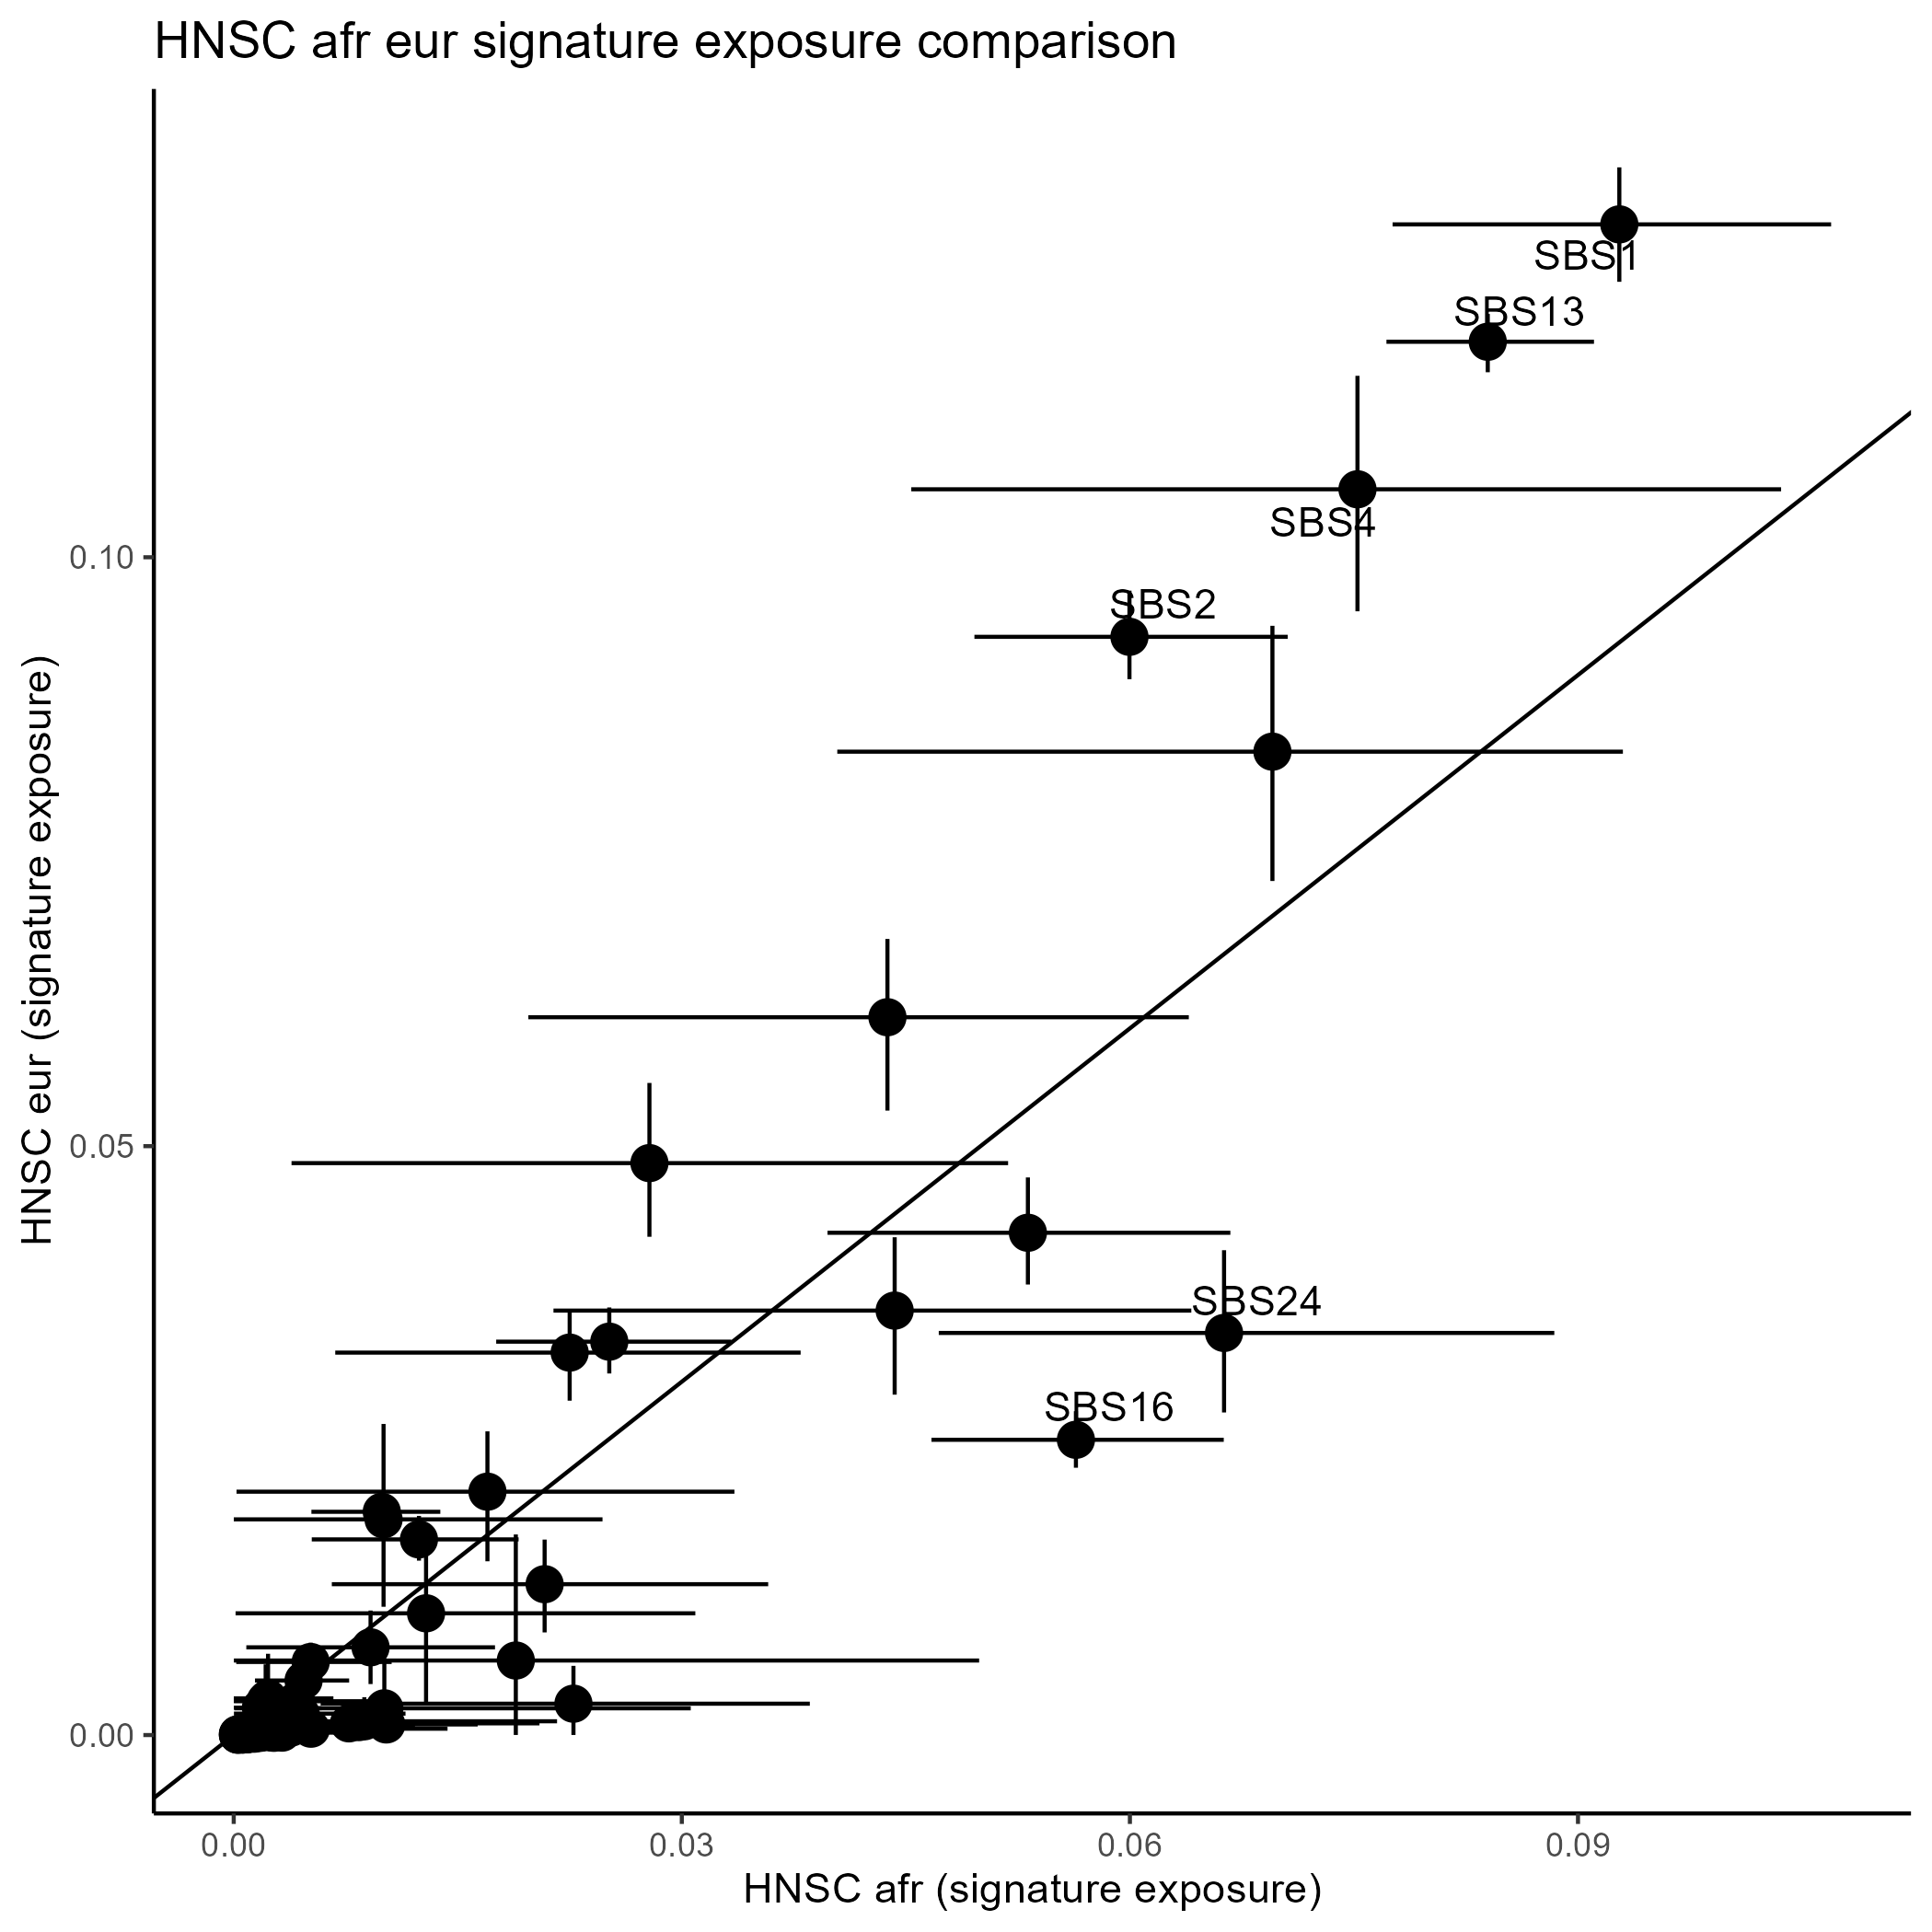 HNSC afr eur signature exposure comparison
SBS1
SBS13
SBS4
SBS2
SBS24
SBS16
0.10
0.05
0.00
HNSC eur (signature exposure)
0.00
0.03
0.06
0.09
HNSC afr (signature exposure)